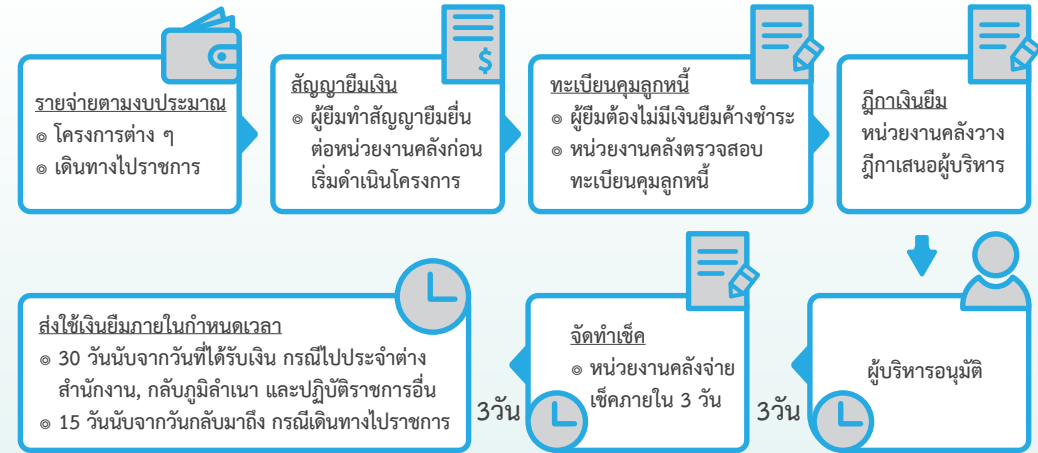 รายจ่ายตามงบประมาณ
๏ โครงการต่าง ๆ
๏ เดินทางไปราชการ
$
สัญญายืมเงิน
๏ ผู้ยืมทำสัญญายืมยื่น
ต่อหน่วยงานคลังก่อน
เริ่มดำเนินโครงการ
ทะเบียนคุมลูกหนี้
๏ ผู้ยืมต้องไม่มีเงินยืมค้างชำระ
๏ หน่วยงานคลังตรวจสอบ
ทะเบียนคุมลูกหนี้
ฎีกาเงินยืม
หน่วยงานคลังวาง
ฎีกาเสนอผู้บริหาร
ผู้บริหารอนุมัติ
3วัน
จัดทำเช็ค
๏ หน่วยงานคลังจ่าย
เช็คภายใน 3 วัน
3วัน
ส่งใช้เงินยืมภายในกำหนดเวลา
๏ 30 วันนับจากวันที่ได้รับเงิน กรณีไปประจำต่าง
สำนักงาน, กลับภูมิลำเนา และปฏิบัติราชการอื่น
๏ 15 วันนับจากวันกลับมาถึง กรณีเดินทางไปราชการ